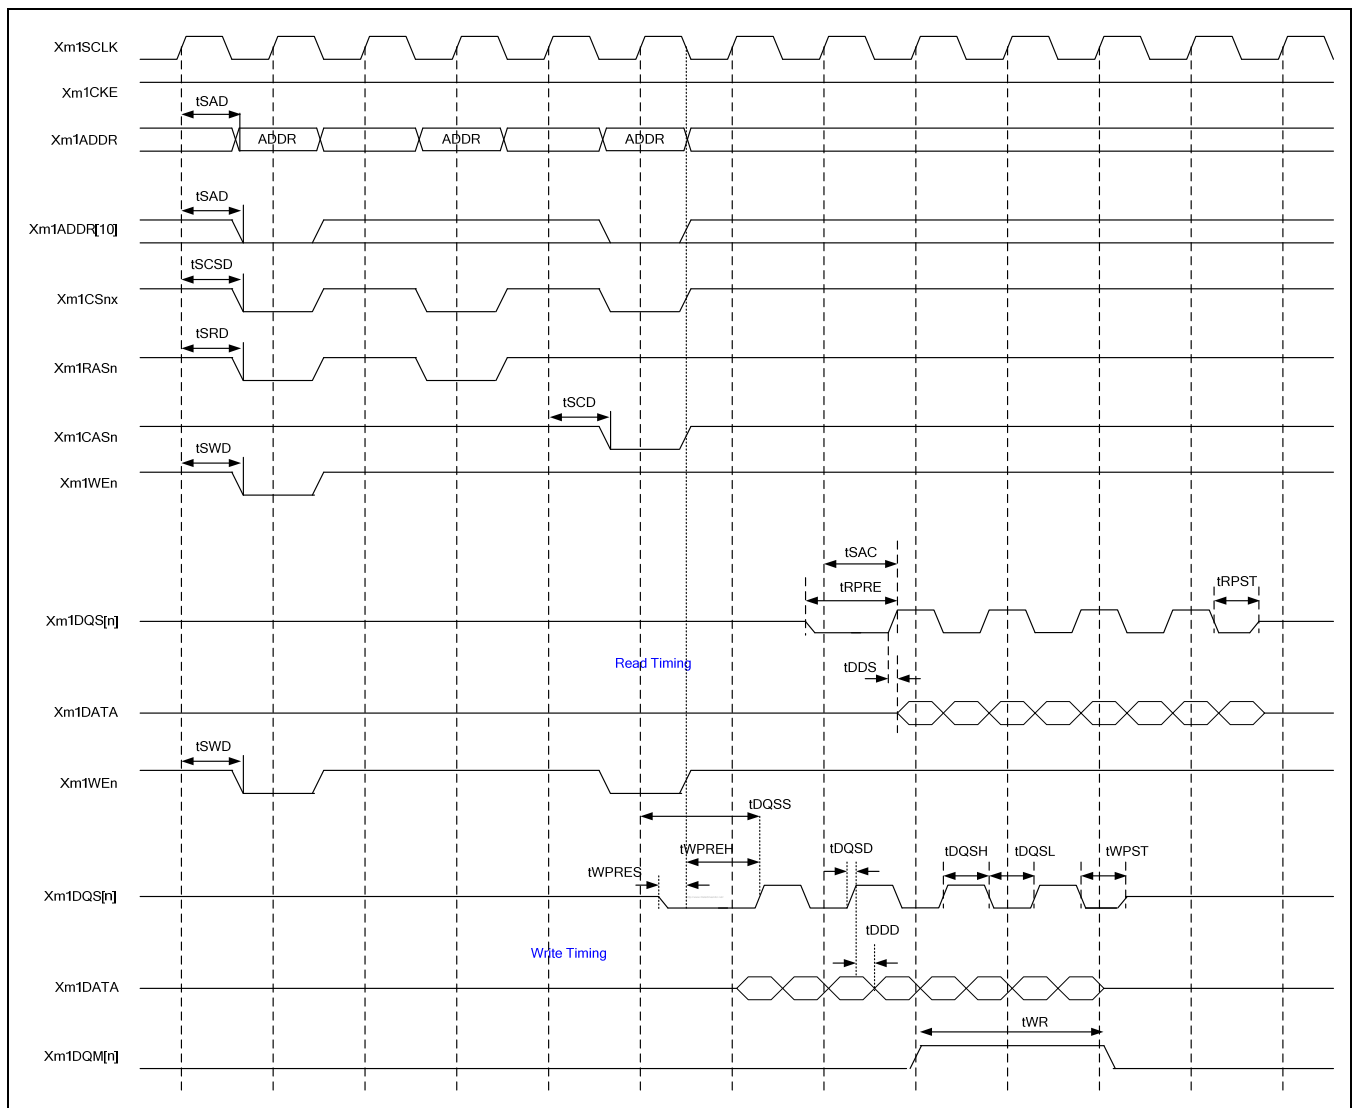 Xm1SCLK
Xm1CKE
tSAD
Xm1ADDR
ADDR
ADDR
ADDR
tSAD
Xm1ADDR[10]
tSCSD
Xm1CSnx
tSRD
Xm1RASn
tSCD
Xm1CASn
tSWD
Xm1WEn
tSAC
tRPRE
tRPST
Xm1DQS[n]
Read Timing
tDDS
Xm1DATA
tSWD
Xm1WEn
tDQSS
tWPREH
tDQSD
tDQSH
tDQSL
tWPST
tWPRES
Xm1DQS[n]
tDDD
Write Timing
Xm1DATA
tWR
Xm1DQM[n]